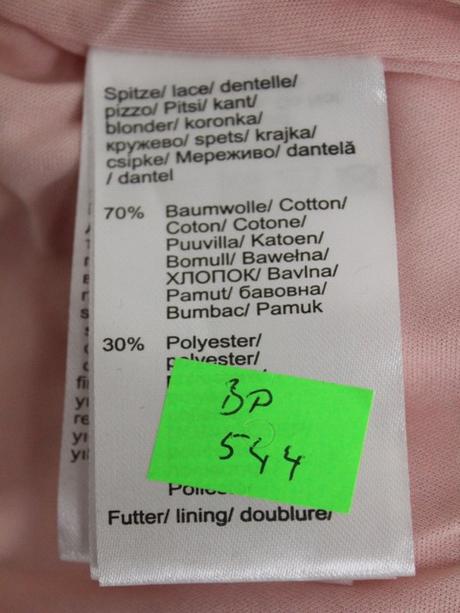 Spitze/ lace/ dentelle/
pizzo/ Pitsi/ kant/
blonder/ koronka/
кружево/ spets/ krajka/
csipke/ Мереживо/ dantelă
/ dantel
70% Baumwolle/ Cotton/
Coton/ Cotone/
Puuvilla/ Katoen/
Bomull/ Bawełna/
ХЛОПОК/ Bavlna/
Pamut/ бавовна/
Bumbac/ Pamuk
30% Polyester/
polyester/
BP
544
Futter/ lining/ doublure/